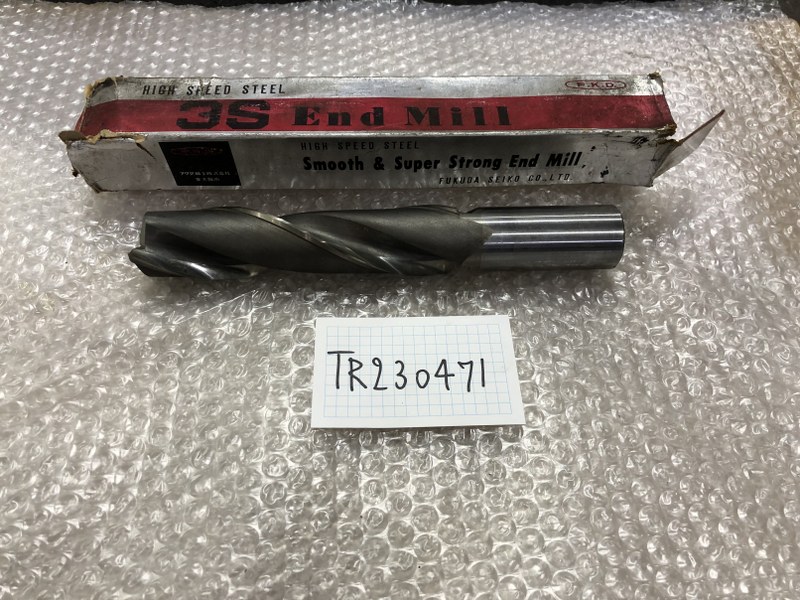 HIGH SPEED STEEL
F.K.D.
3S End Mill
HIGH SPEED STEEL
Smooth & Super Strong End Mill
FUKUDA SEIKO CO., LTD.
TR230471